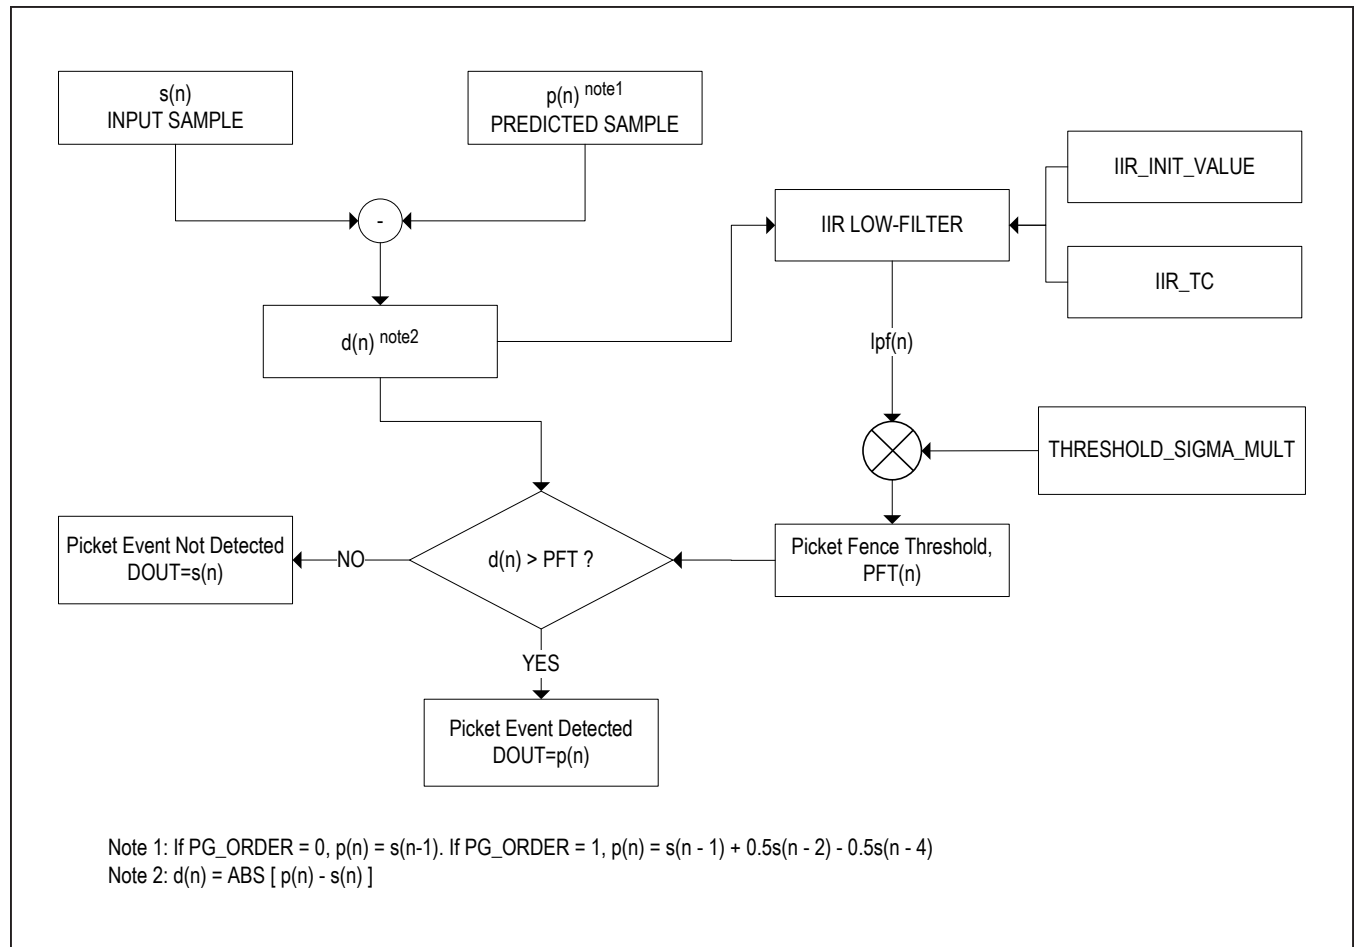 s(n)
INPUT SAMPLE
p(n) note1
PREDICTED SAMPLE
IIR_INIT_VALUE
-
IIR LOW-FILTER
IIR_TC
d(n) note2
lpf(n)
THRESHOLD_SIGMA_MULT
Picket Event Not Detected
DOUT=s(n)
NO
d(n) > PFT ?
Picket Fence Threshold,
PFT(n)
YES
Picket Event Detected
DOUT=p(n)
Note 1: If PG_ORDER = 0, p(n) = s(n-1). If PG_ORDER = 1, p(n) = s(n - 1) + 0.5s(n - 2) - 0.5s(n - 4)
Note 2: d(n) = ABS [ p(n) - s(n) ]